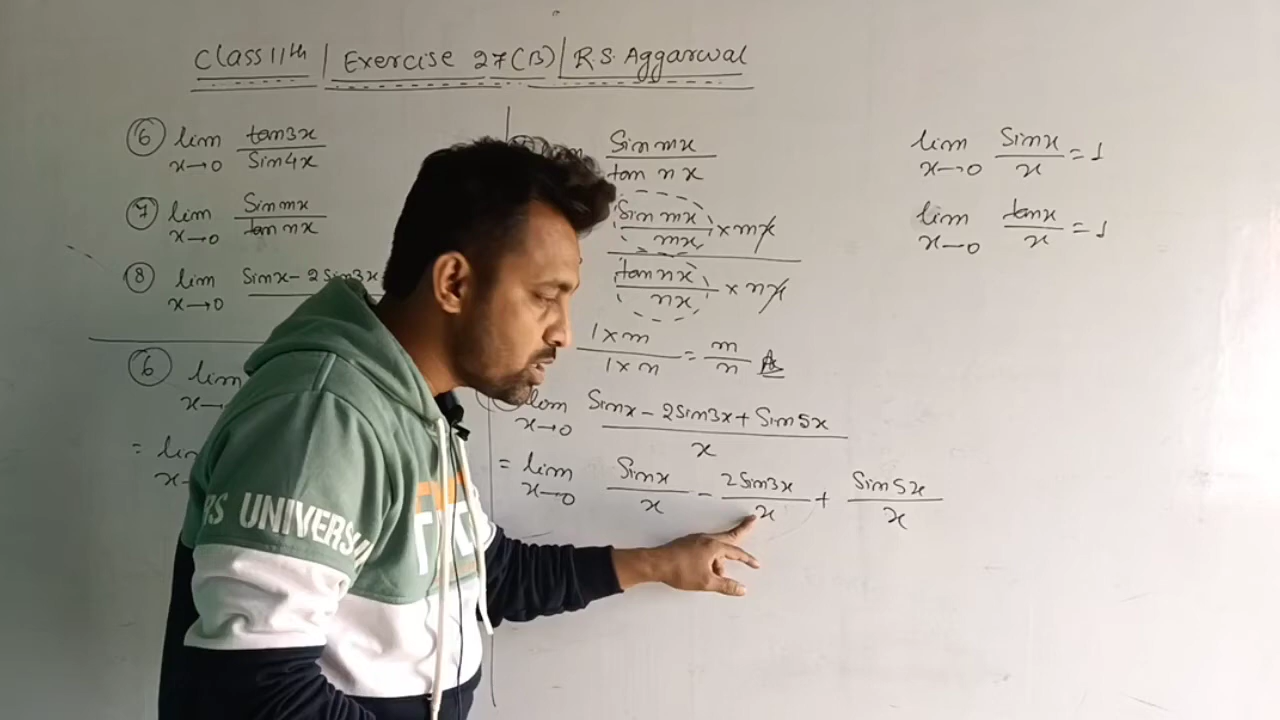 Class 11th | Exercise 27(B) | R.S. Aggarwal
⑥ lim x→0 tan3x / Sin4x
⑦ lim x→0 Sinmx / tan nx
⑧ lim x→0 Sinx - 2Sin3x
⑥ lim x→
= lim x→
Sin mx / tan nx
(Sin mx / mx) × mx / (tan nx / nx) × nx
1×m / 1×n = m/n
lim x→0 Sinx - 2Sin3x + Sin5x / x
= lim x→0 Sinx / x - 2Sin3x / x + Sin5x / x
lim x→0 Sinx / x = 1
lim x→0 tanx / x = 1
RS UNIVERSI